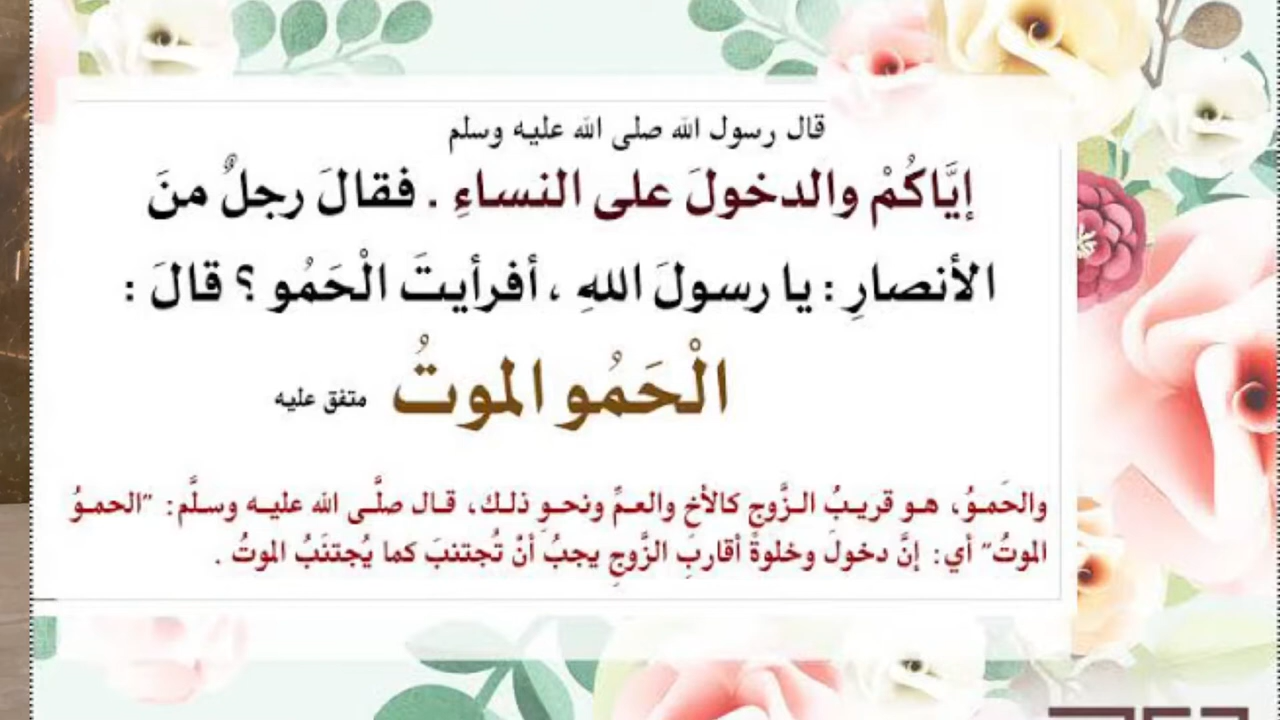 قال رسول الله صلى الله عليه وسلم
إيَّاكُمْ والدخولَ على النساءِ . فقالَ رجلٌ منَ
الأنصارِ : يا رسولَ اللهِ ، أفرأيتَ الْحَمُو ؟ قالَ :
الْحَمُو الموتُ متفق عليه
والحَموُ، هو قريبُ الزَّوجِ كالأخِ والعمِّ ونحوِ ذلك، قال صلَّى الله عليه وسلَّم: "الحموُ
الموتُ" أي: إنَّ دخولَ وخلوةَ أقاربِ الزَّوجِ يجبُ أنْ تُجتنبَ كما يُجتنَبُ الموتُ .